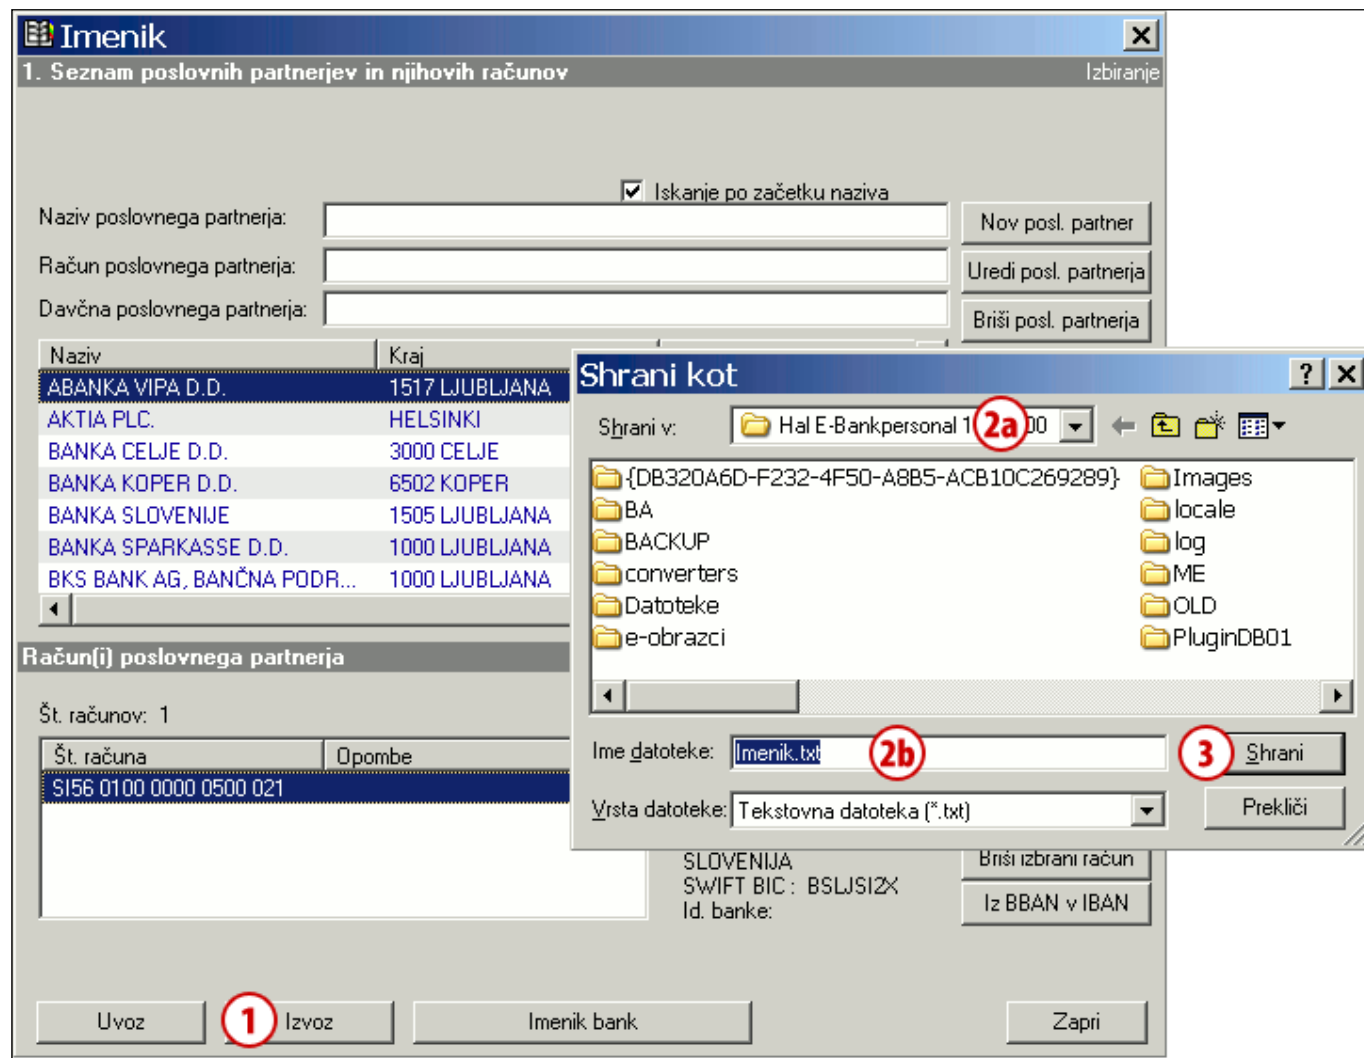 Imenik
1. Seznam poslovnih partnerjev in njihovih računov
Izbiranje
Iskanje po začetku naziva
Naziv poslovnega partnerja:
Nov posl. partner
Račun poslovnega partnerja:
Uredi posl. partnerja
Davčna poslovnega partnerja:
Briši posl. partnerja
Naziv Kraj
ABANKA VIPA D.D. 1517 LJUBLJANA
AKTIA PLC. HELSINKI
BANKA CELJE D.D. 3000 CELJE
BANKA KOPER D.D. 6502 KOPER
BANKA SLOVENIJE 1505 LJUBLJANA
BANKA SPARKASSE D.D. 1000 LJUBLJANA
BKS BANK AG, BANČNA PODR... 1000 LJUBLJANA
Shrani kot
Shrani v: Hal E-Bankpersonal 1 2a 00
{DB320A6D-F232-4F50-A8B5-ACB10C269289}
BA
BACKUP
converters
Datoteke
e-obrazci
Images
locale
log
ME
OLD
PluginDB01
Ime datoteke: Imenik.txt 2b
3 Shrani
Vrsta datoteke: Tekstovna datoteka (*.txt)
Prekliči
Račun(i) poslovnega partnerja
Št. računov: 1
Št. računa Opombe
SI56 0100 0000 0500 021
SLOVENIJA
SWIFT BIC : BSLJSI2X
Id. banke:
Briši izbrani račun
Iz BBAN v IBAN
Uvoz 1 Izvoz Imenik bank Zapri